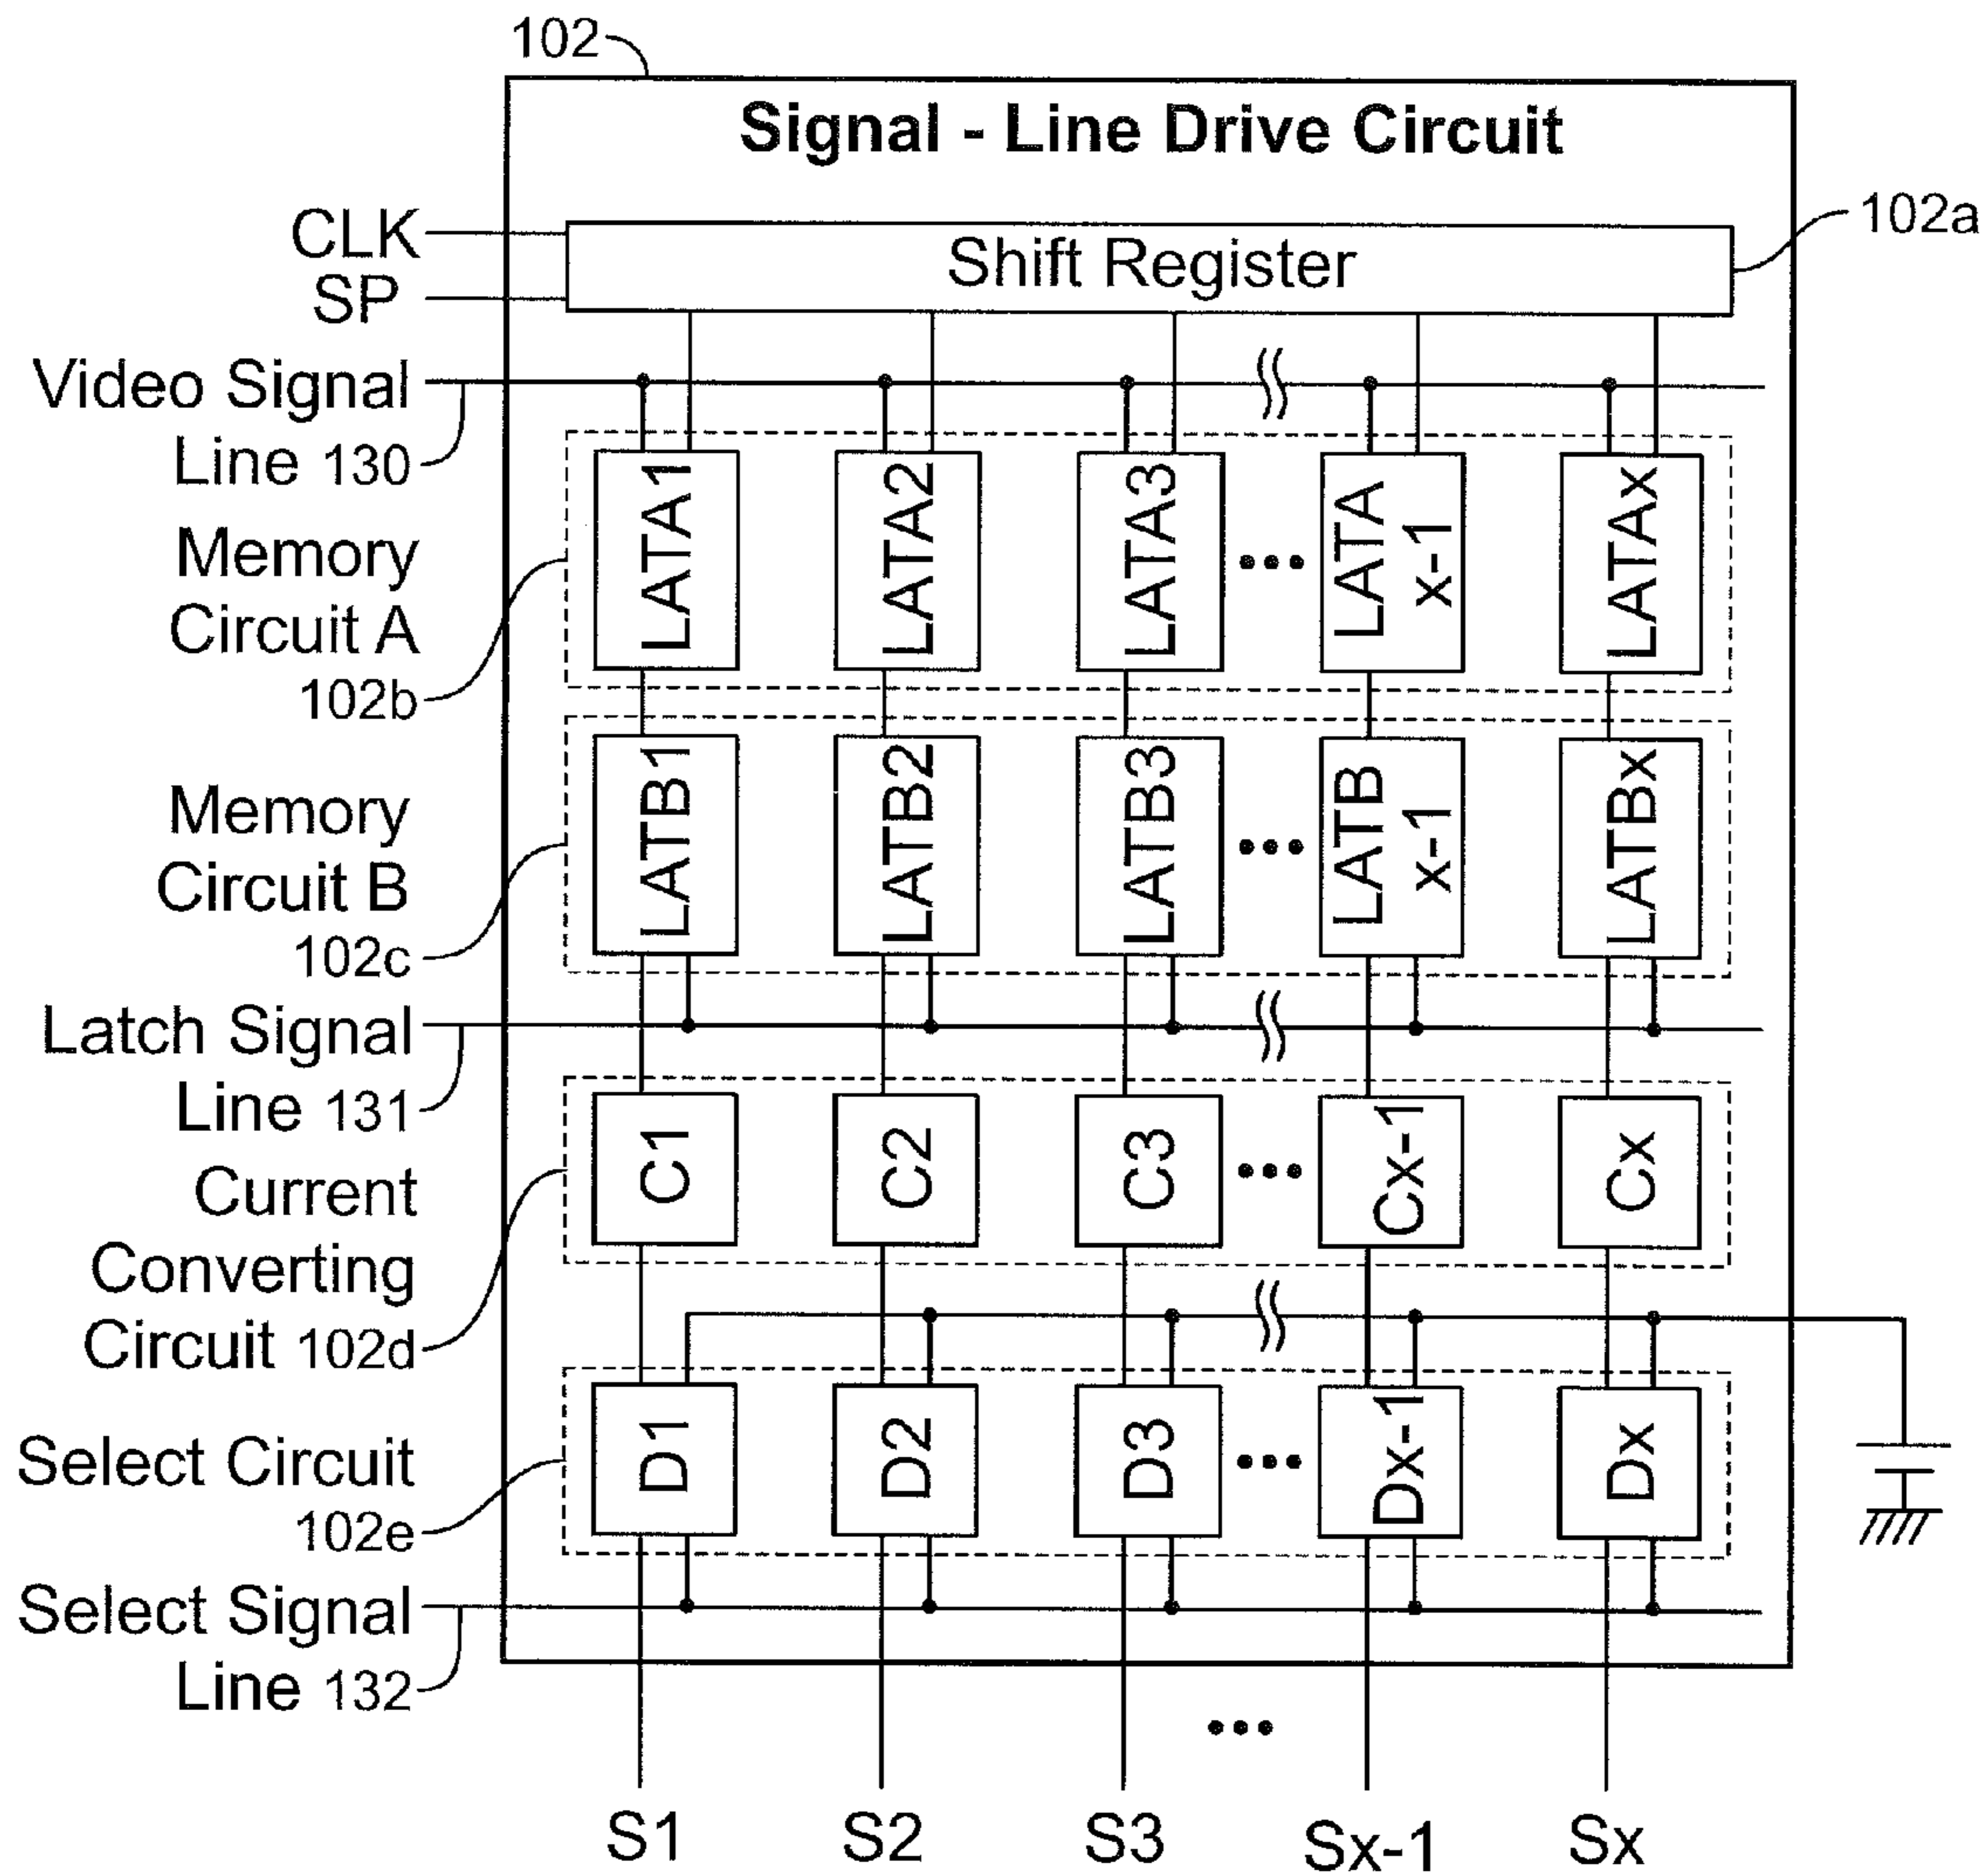 102
Signal - Line Drive Circuit
102a
CLK
SP
Shift Register
Video Signal
Line 130
Memory
Circuit A
102b
LATA1
LATA2
LATA3
LATA
x-1
LATAx
Memory
Circuit B
102c
LATB1
LATB2
LATB3
LATB
x-1
LATBx
Latch Signal
Line 131
Current
Converting
Circuit 102d
C1
C2
C3
Cx-1
Cx
Select Circuit
102e
D1
D2
D3
Dx-1
Dx
Select Signal
Line 132
S1
S2
S3
Sx-1
Sx